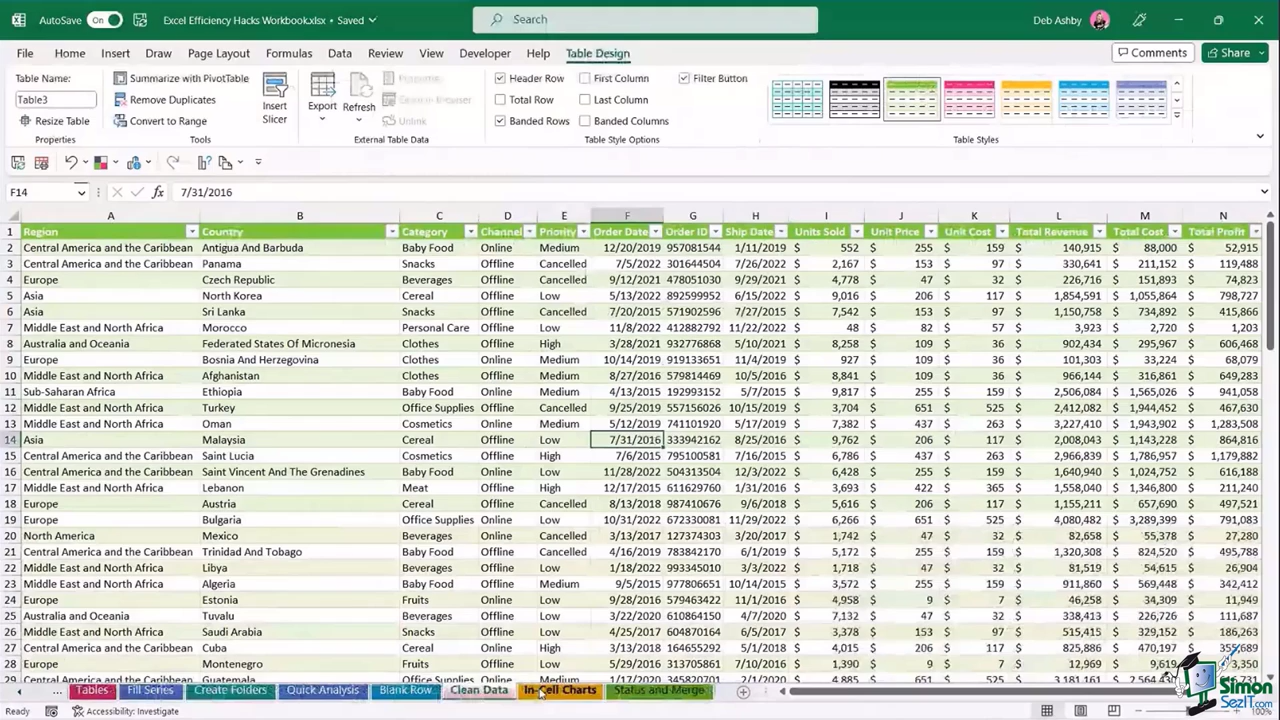 AutoSave On Excel Efficiency Hacks Workbook.xlsx • Saved Search Deb Ashby
File Home Insert Draw Page Layout Formulas Data Review View Developer Help Table Design Comments Share
Table Name: Summarize with PivotTable Properties Header Row First Column Filter Button
Table3 Remove Duplicates Insert Slicer Export Refresh Open in Browser Total Row Last Column
Resize Table Convert to Range Unlink Banded Rows Banded Columns
Properties Tools External Table Data Table Style Options Table Styles
F14 fx 7/31/2016
A B C D E F G H I J K L M N
1 Region Country Category Channel Priority Order Date Order ID Ship Date Units Sold Unit Price Unit Cost Total Revenue Total Cost Total Profit
2 Central America and the Caribbean Antigua And Barbuda Baby Food Online Medium 12/20/2019 957081544 1/11/2019 $ 552 $ 255 $ 159 $ 140,915 $ 88,000 $ 52,915
3 Central America and the Caribbean Panama Snacks Offline Cancelled 7/5/2022 301644504 7/26/2022 $ 2,167 $ 153 $ 97 $ 330,641 $ 211,152 $ 119,488
4 Europe Czech Republic Beverages Offline Cancelled 9/12/2021 478051030 9/29/2021 $ 4,778 $ 47 $ 32 $ 226,716 $ 151,893 $ 74,823
5 Asia North Korea Cereal Offline Low 5/13/2022 892599952 6/15/2022 $ 9,016 $ 206 $ 117 $ 1,854,591 $ 1,055,864 $ 798,727
6 Asia Sri Lanka Snacks Offline Cancelled 7/20/2015 571902596 7/27/2015 $ 7,542 $ 153 $ 97 $ 1,150,758 $ 734,892 $ 415,866
7 Middle East and North Africa Morocco Personal Care Offline Low 11/8/2022 412882792 11/22/2022 $ 48 $ 82 $ 57 $ 3,923 $ 2,720 $ 1,203
8 Australia and Oceania Federated States Of Micronesia Clothes Offline High 3/28/2021 932776868 5/10/2021 $ 8,258 $ 109 $ 36 $ 902,434 $ 295,967 $ 606,468
9 Europe Bosnia And Herzegovina Clothes Offline Medium 10/14/2019 919133651 11/4/2019 $ 927 $ 109 $ 36 $ 101,303 $ 33,224 $ 68,079
10 Middle East and North Africa Afghanistan Clothes Offline Medium 8/27/2016 579814469 10/5/2016 $ 8,841 $ 109 $ 36 $ 966,144 $ 316,861 $ 649,283
11 Sub-Saharan Africa Ethiopia Baby Food Online Medium 4/13/2015 192993152 5/7/2015 $ 9,817 $ 255 $ 159 $ 2,506,084 $ 1,565,026 $ 941,058
12 Middle East and North Africa Turkey Office Supplies Offline Cancelled 9/25/2019 557156026 10/15/2019 $ 3,704 $ 651 $ 525 $ 2,412,082 $ 1,944,452 $ 467,630
13 Middle East and North Africa Oman Cosmetics Online Medium 5/12/2019 741101920 5/17/2019 $ 7,382 $ 437 $ 263 $ 3,227,410 $ 1,943,902 $ 1,283,508
14 Asia Malaysia Cereal Offline Low 7/31/2016 333942162 8/25/2016 $ 9,762 $ 206 $ 117 $ 2,008,043 $ 1,143,228 $ 864,816
15 Central America and the Caribbean Saint Lucia Cosmetics Offline High 7/6/2015 795100581 7/16/2015 $ 6,786 $ 437 $ 263 $ 2,966,839 $ 1,786,957 $ 1,179,882
16 Central America and the Caribbean Saint Vincent And The Grenadines Baby Food Online Low 11/28/2022 504313504 12/3/2022 $ 6,428 $ 255 $ 159 $ 1,640,940 $ 1,024,752 $ 616,188
17 Middle East and North Africa Lebanon Meat Offline High 12/17/2015 611629760 1/31/2016 $ 3,693 $ 422 $ 365 $ 1,558,040 $ 1,346,800 $ 211,240
18 Europe Austria Cereal Offline Cancelled 8/13/2018 987410676 9/6/2018 $ 5,616 $ 206 $ 117 $ 1,155,211 $ 657,690 $ 497,521
19 Europe Bulgaria Office Supplies Online Low 10/31/2022 672330081 11/29/2022 $ 6,266 $ 651 $ 525 $ 4,080,482 $ 3,289,399 $ 791,083
20 North America Mexico Beverages Online Cancelled 3/13/2017 127374303 3/20/2017 $ 1,742 $ 47 $ 32 $ 82,658 $ 55,378 $ 27,280
21 Central America and the Caribbean Trinidad And Tobago Baby Food Offline Cancelled 4/16/2019 783842170 6/1/2019 $ 5,172 $ 255 $ 159 $ 1,320,308 $ 824,520 $ 495,788
22 Middle East and North Africa Libya Beverages Online Low 1/18/2022 993345010 3/3/2022 $ 1,718 $ 47 $ 32 $ 81,519 $ 54,615 $ 26,904
23 Middle East and North Africa Algeria Baby Food Offline Medium 9/5/2015 977806651 10/14/2015 $ 3,572 $ 255 $ 159 $ 911,860 $ 569,448 $ 342,412
24 Europe Estonia Fruits Online Low 9/28/2016 579463422 11/1/2016 $ 4,958 $ 9 $ 7 $ 46,258 $ 34,309 $ 11,949
25 Australia and Oceania Tuvalu Beverages Offline Low 3/22/2020 610864150 4/7/2020 $ 7,132 $ 47 $ 32 $ 338,413 $ 226,726 $ 111,687
26 Middle East and North Africa Saudi Arabia Snacks Offline Low 4/25/2017 604870164 6/5/2017 $ 3,378 $ 153 $ 97 $ 515,415 $ 329,152 $ 186,263
27 Central America and the Caribbean Cuba Cereal Online High 3/13/2018 164655292 5/1/2018 $ 4,015 $ 206 $ 117 $ 825,886 $ 470,197
28 Europe Montenegro Fruits Offline Low 5/29/2016 313705861 7/10/2016 $ 1,390 $ 9 $ 7 $ 12,969 $ 9,619 3,350
29 Central America and the Caribbean Guatemala
Tables Fill Series Create Folders Quick Analysis Blank Row Clean Data In-Cell Charts Status and Merge
Ready Accessibility: Investigate 100%
Simon
SezIT.com